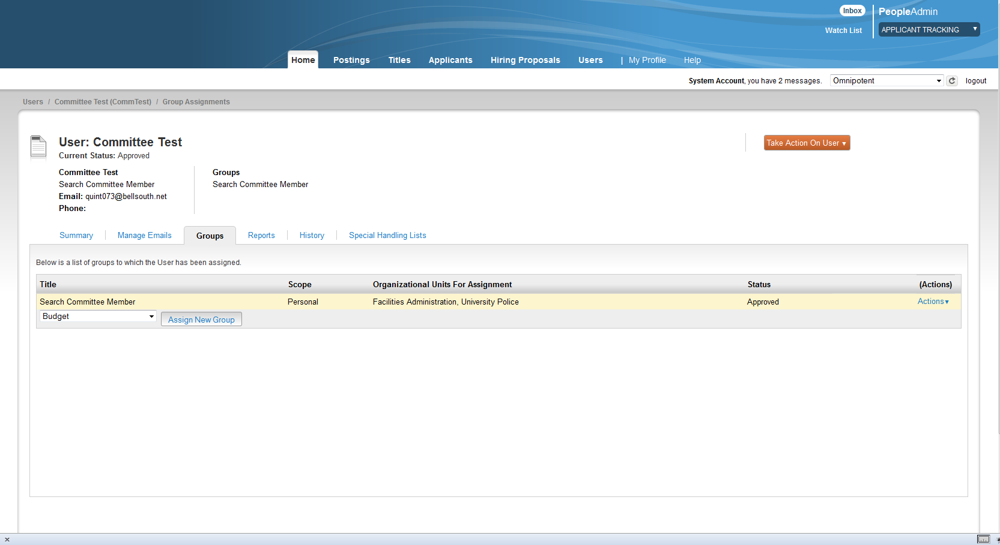 Inbox
PeopleAdmin
Watch List
APPLICANT TRACKING ▼
Home Postings Titles Applicants Hiring Proposals Users | My Profile Help
System Account, you have 2 messages. Omnipotent logout
Users / Committee Test (CommTest) / Group Assignments
User: Committee Test
Take Action On User ▼
Current Status: Approved
Committee Test
Search Committee Member
Email: quint073@bellsouth.net
Phone:
Groups
Search Committee Member
Summary Manage Emails Groups Reports History Special Handling Lists
Below is a list of groups to which the User has been assigned.
Title Scope Organizational Units For Assignment Status (Actions)
Search Committee Member Personal Facilities Administration, University Police Approved Actions▼
Budget Assign New Group